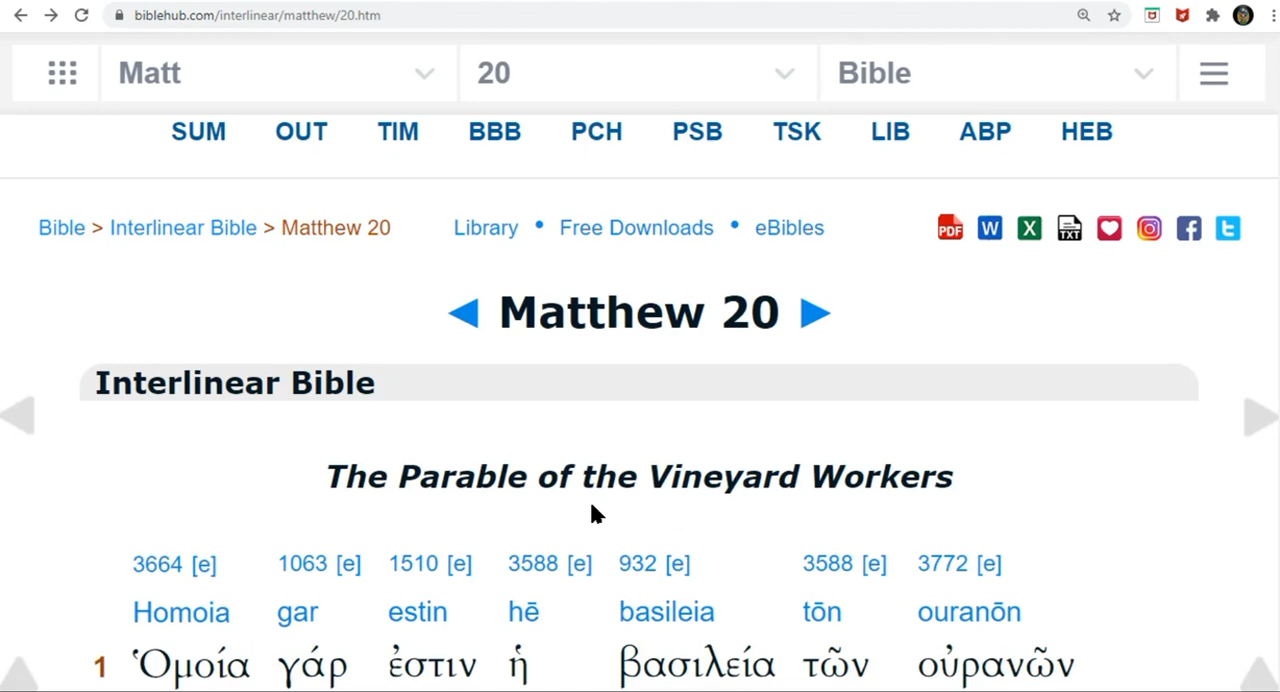 biblehub.com/interlinear/matthew/20.htm
Matt 20 Bible
SUM OUT TIM BBB PCH PSB TSK LIB ABP HEB
Bible > Interlinear Bible > Matthew 20 Library • Free Downloads • eBibles PDF W X TXT
◄ Matthew 20 ►
Interlinear Bible
The Parable of the Vineyard Workers
3664 [e] 1063 [e] 1510 [e] 3588 [e] 932 [e] 3588 [e] 3772 [e]
Homoia gar estin hē basileia tōn ouranōn
1 Ὁμοία γάρ ἐστιν ἡ βασιλεία τῶν οὐρανῶν